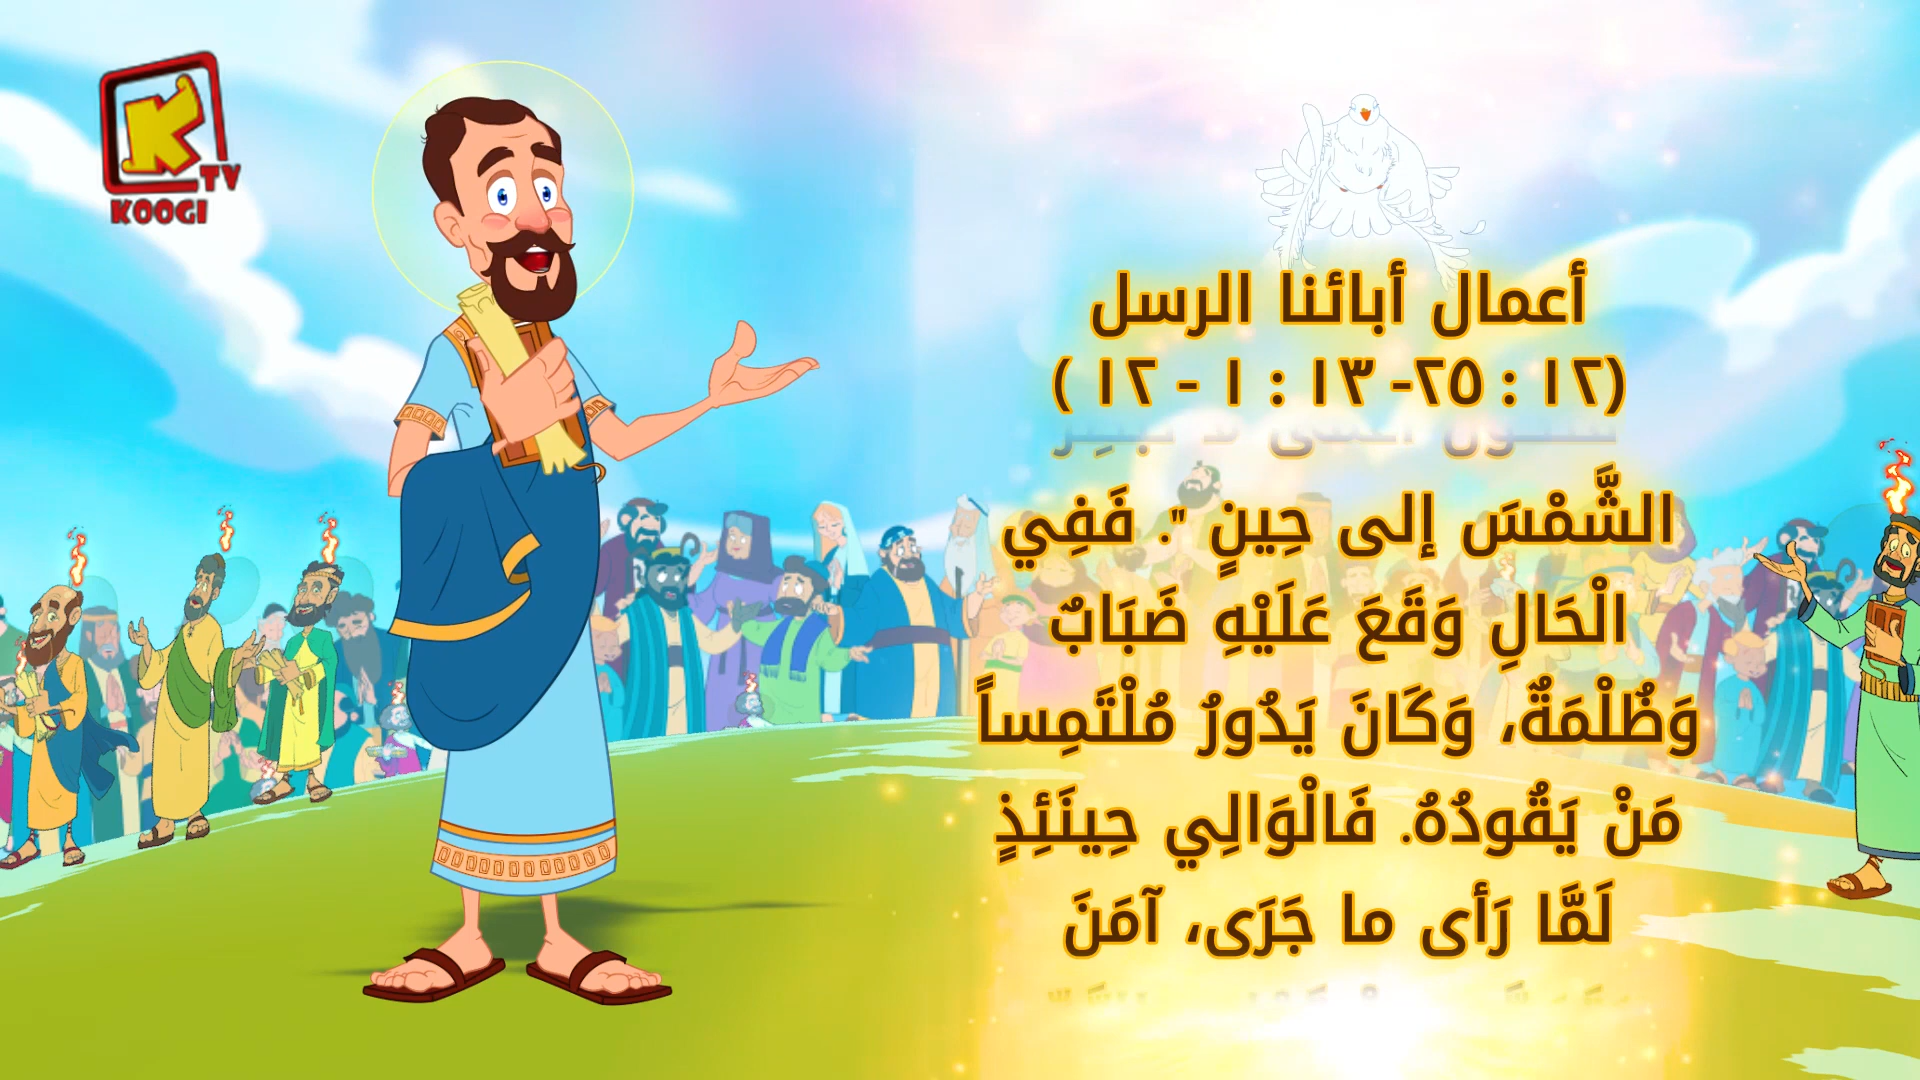 K
TV
KOOGI
أعمال أبائنا الرسل
(١٢ : ٢٥- ١٣ : ١ - ١٢ )
الشَّمْسَ إلى حِينٍ ". فَفِي
الْحَالِ وَقَعَ عَلَيْهِ ضَبَابٌ
وَظُلْمَةٌ، وَكَانَ يَدُورُ مُلْتَمِساً
مَنْ يَقُودُهُ. فَالْوَالِي حِينَئِذٍ
لَمَّا رَأى ما جَرَى، آمَنَ